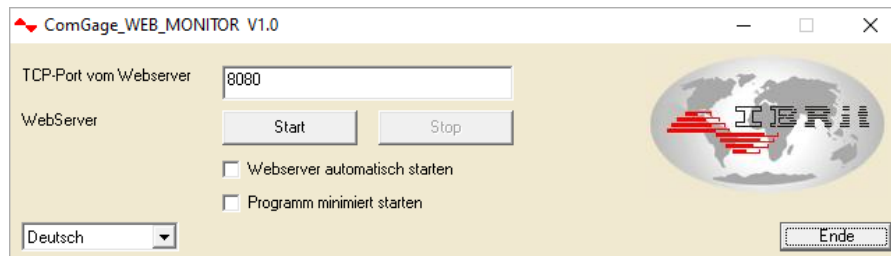 ComGage_WEB_MONITOR V1.0
TCP-Port vom Webserver
8080
WebServer
Start
Stop
Webserver automatisch starten
Programm minimiert starten
IBRit
Deutsch
Ende